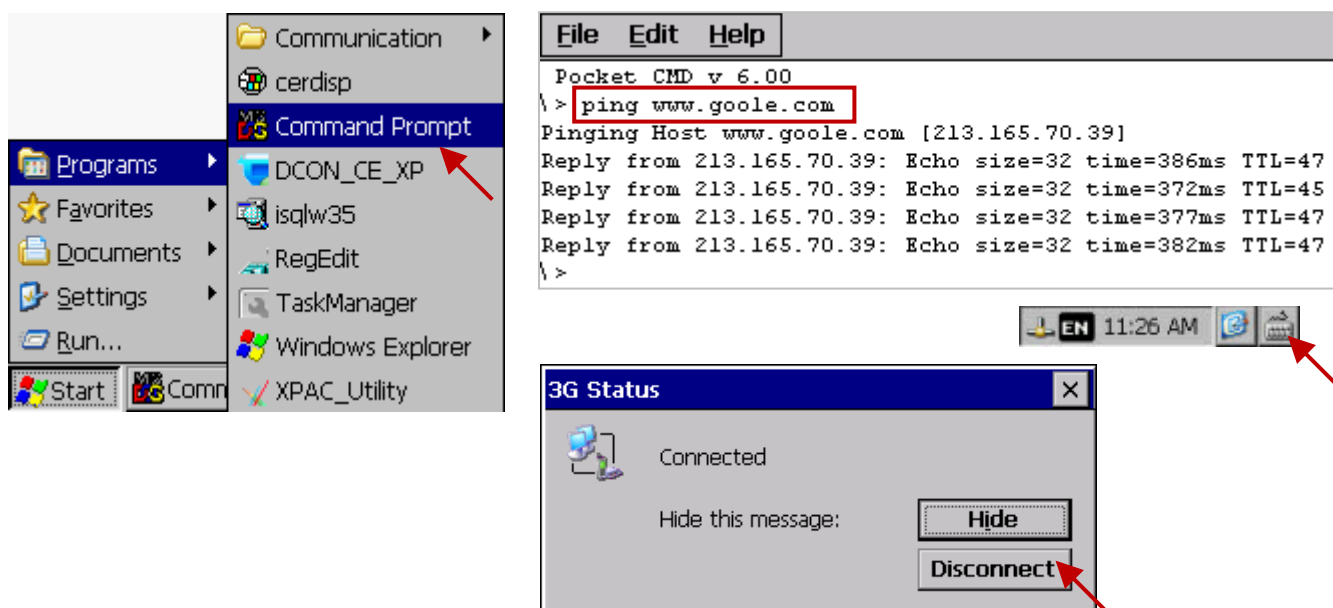 Communication
cerdisp
Command Prompt
DCON_CE_XP
isqlw35
RegEdit
TaskManager
Windows Explorer
XPAC_Utility
Programs
Favorites
Documents
Settings
Run...
Start Comn
File Edit Help
Pocket CMD v 6.00
\> ping www.goole.com
Pinging Host www.goole.com [213.165.70.39]
Reply from 213.165.70.39: Echo size=32 time=386ms TTL=47
Reply from 213.165.70.39: Echo size=32 time=372ms TTL=45
Reply from 213.165.70.39: Echo size=32 time=377ms TTL=47
Reply from 213.165.70.39: Echo size=32 time=382ms TTL=47
\>
EN 11:26 AM
3G Status
Connected
Hide this message: Hide
Disconnect